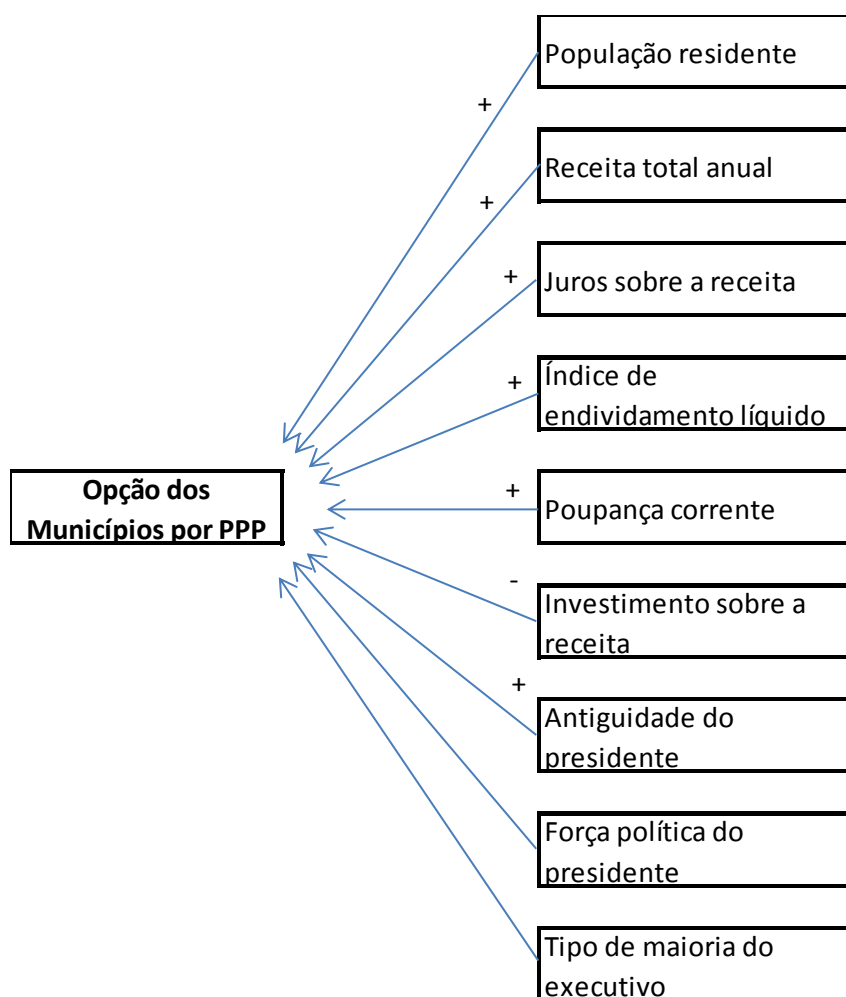 População residente
+
Receita total anual
+
Juros sobre a receita
+
Índice de
endividamento líquido
+
Opção dos
Municípios por PPP
Poupança corrente
+
Investimento sobre a
receita
-
Antiguidade do
presidente
+
Força política do
presidente
Tipo de maioria do
executivo